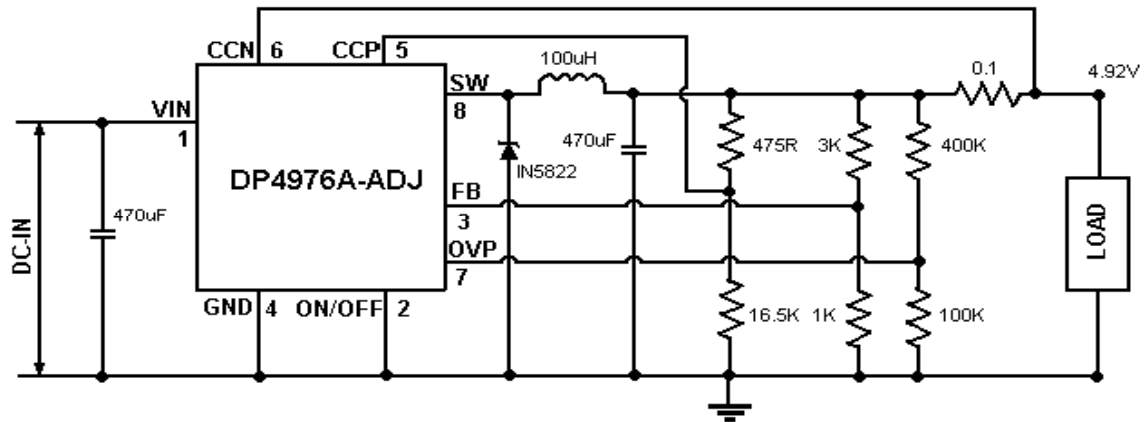 CCN 6
CCP 5
100uH
0.1
4.92V
VIN
1
SW
8
470uF
475R
3K
400K
IN5822
DP4976A-ADJ
FB
3
470uF
DC-IN
LOAD
OVP
7
GND 4
ON/OFF 2
16.5K
1K
100K